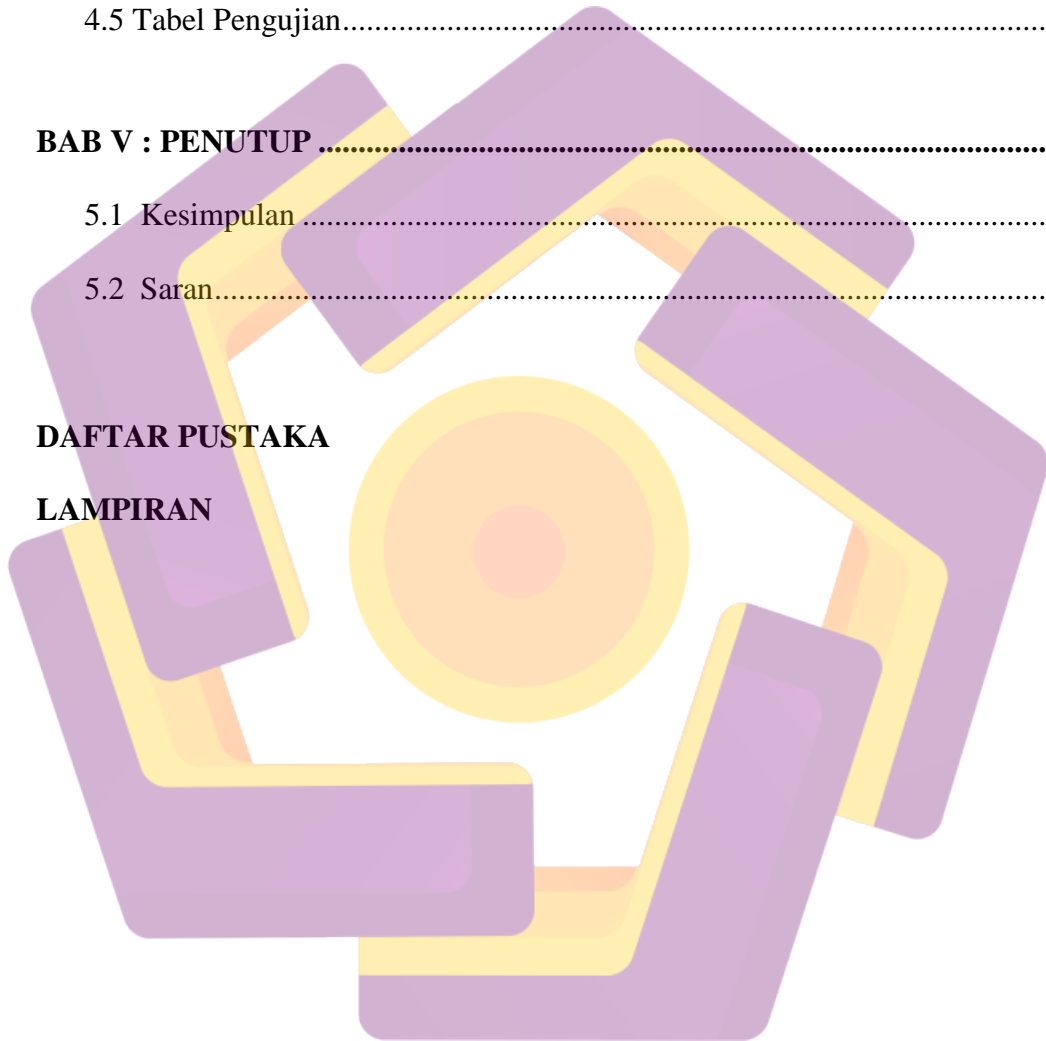 4.5 Tabel Pengujian........................................................................................
BAB V : PENUTUP ..........................................................................................
5.1  Kesimpulan ............................................................................................
5.2  Saran.......................................................................................................
DAFTAR PUSTAKA
LAMPIRAN